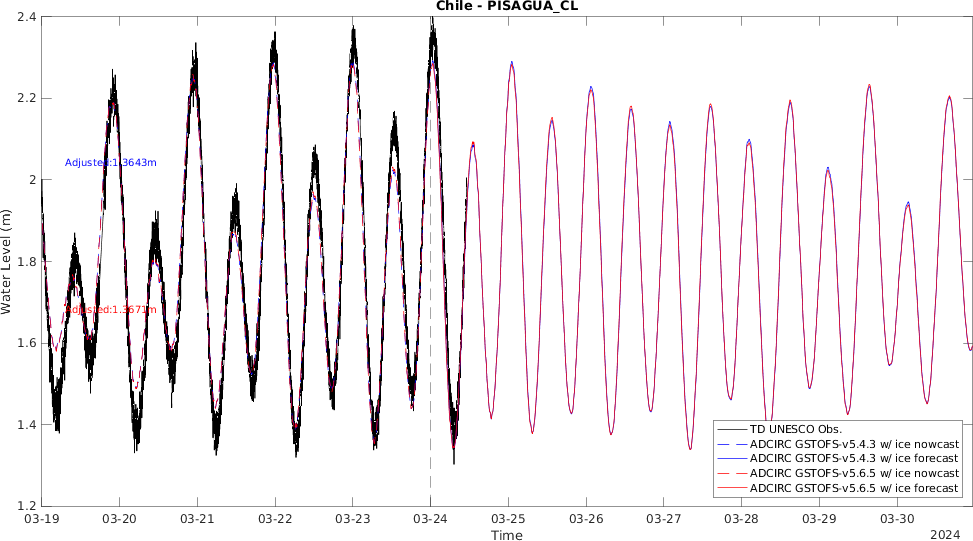 Chile - PISAGUA_CL
2.4
2.2
2
1.8
1.6
1.4
1.2
Water Level (m)
Adjusted:1.3643m
Adjusted:1.3671m
03-19 03-20 03-21 03-22 03-23 03-24 03-25 03-26 03-27 03-28 03-29 03-30
Time
2024
TD UNESCO Obs.
ADCIRC GSTOFS-v5.4.3 w/ ice nowcast
ADCIRC GSTOFS-v5.4.3 w/ ice forecast
ADCIRC GSTOFS-v5.6.5 w/ ice nowcast
ADCIRC GSTOFS-v5.6.5 w/ ice forecast